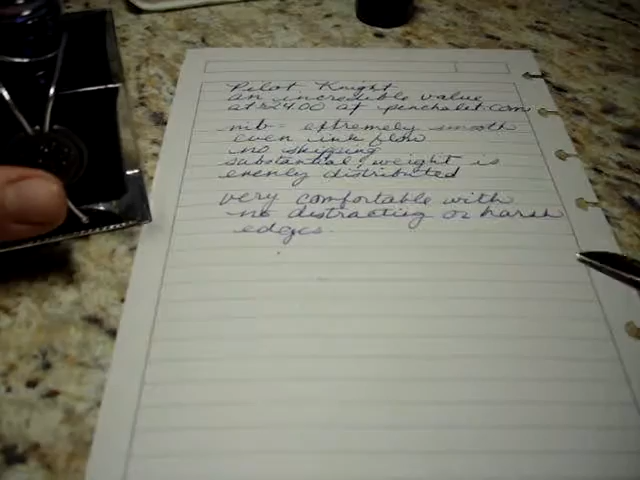 Pilot Knight
an incredible value
at $24.00 at penchalet.com
nib - extremely smooth
even ink flow
no skipping
substantial, weight is
evenly distributed
very comfortable with
no distracting or harsh
edges.